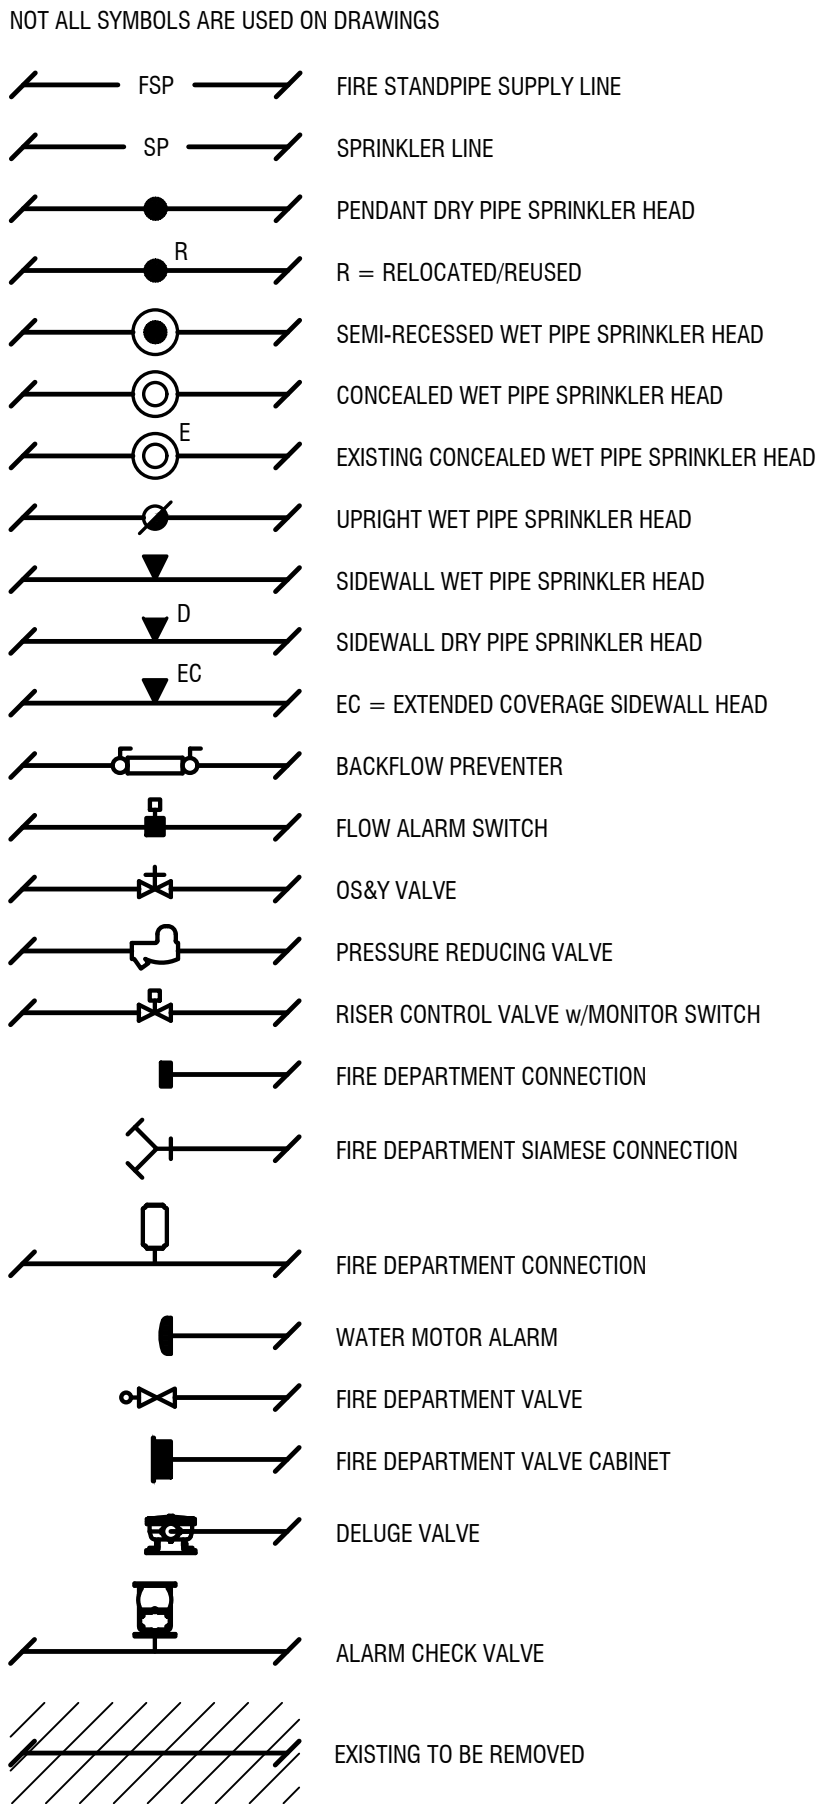 NOT ALL SYMBOLS ARE USED ON DRAWINGS
FSP FIRE STANDPIPE SUPPLY LINE
SP SPRINKLER LINE
PENDANT DRY PIPE SPRINKLER HEAD
R R = RELOCATED/REUSED
SEMI-RECESSED WET PIPE SPRINKLER HEAD
CONCEALED WET PIPE SPRINKLER HEAD
E EXISTING CONCEALED WET PIPE SPRINKLER HEAD
UPRIGHT WET PIPE SPRINKLER HEAD
SIDEWALL WET PIPE SPRINKLER HEAD
D SIDEWALL DRY PIPE SPRINKLER HEAD
EC EC = EXTENDED COVERAGE SIDEWALL HEAD
BACKFLOW PREVENTER
FLOW ALARM SWITCH
OS&Y VALVE
PRESSURE REDUCING VALVE
RISER CONTROL VALVE w/MONITOR SWITCH
FIRE DEPARTMENT CONNECTION
FIRE DEPARTMENT SIAMESE CONNECTION
FIRE DEPARTMENT CONNECTION
WATER MOTOR ALARM
FIRE DEPARTMENT VALVE
FIRE DEPARTMENT VALVE CABINET
DELUGE VALVE
ALARM CHECK VALVE
EXISTING TO BE REMOVED